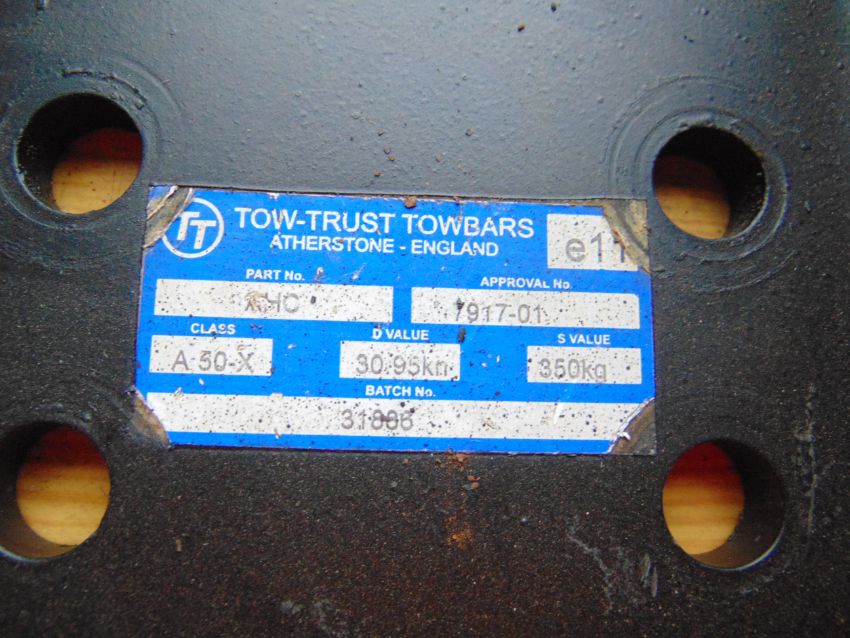 TT TOW-TRUST TOWBARS
ATHERSTONE - ENGLAND
e11
PART No. APPROVAL No.
7917-01
CLASS D VALUE S VALUE
A 50-X 30.95kn 350kg
BATCH No.